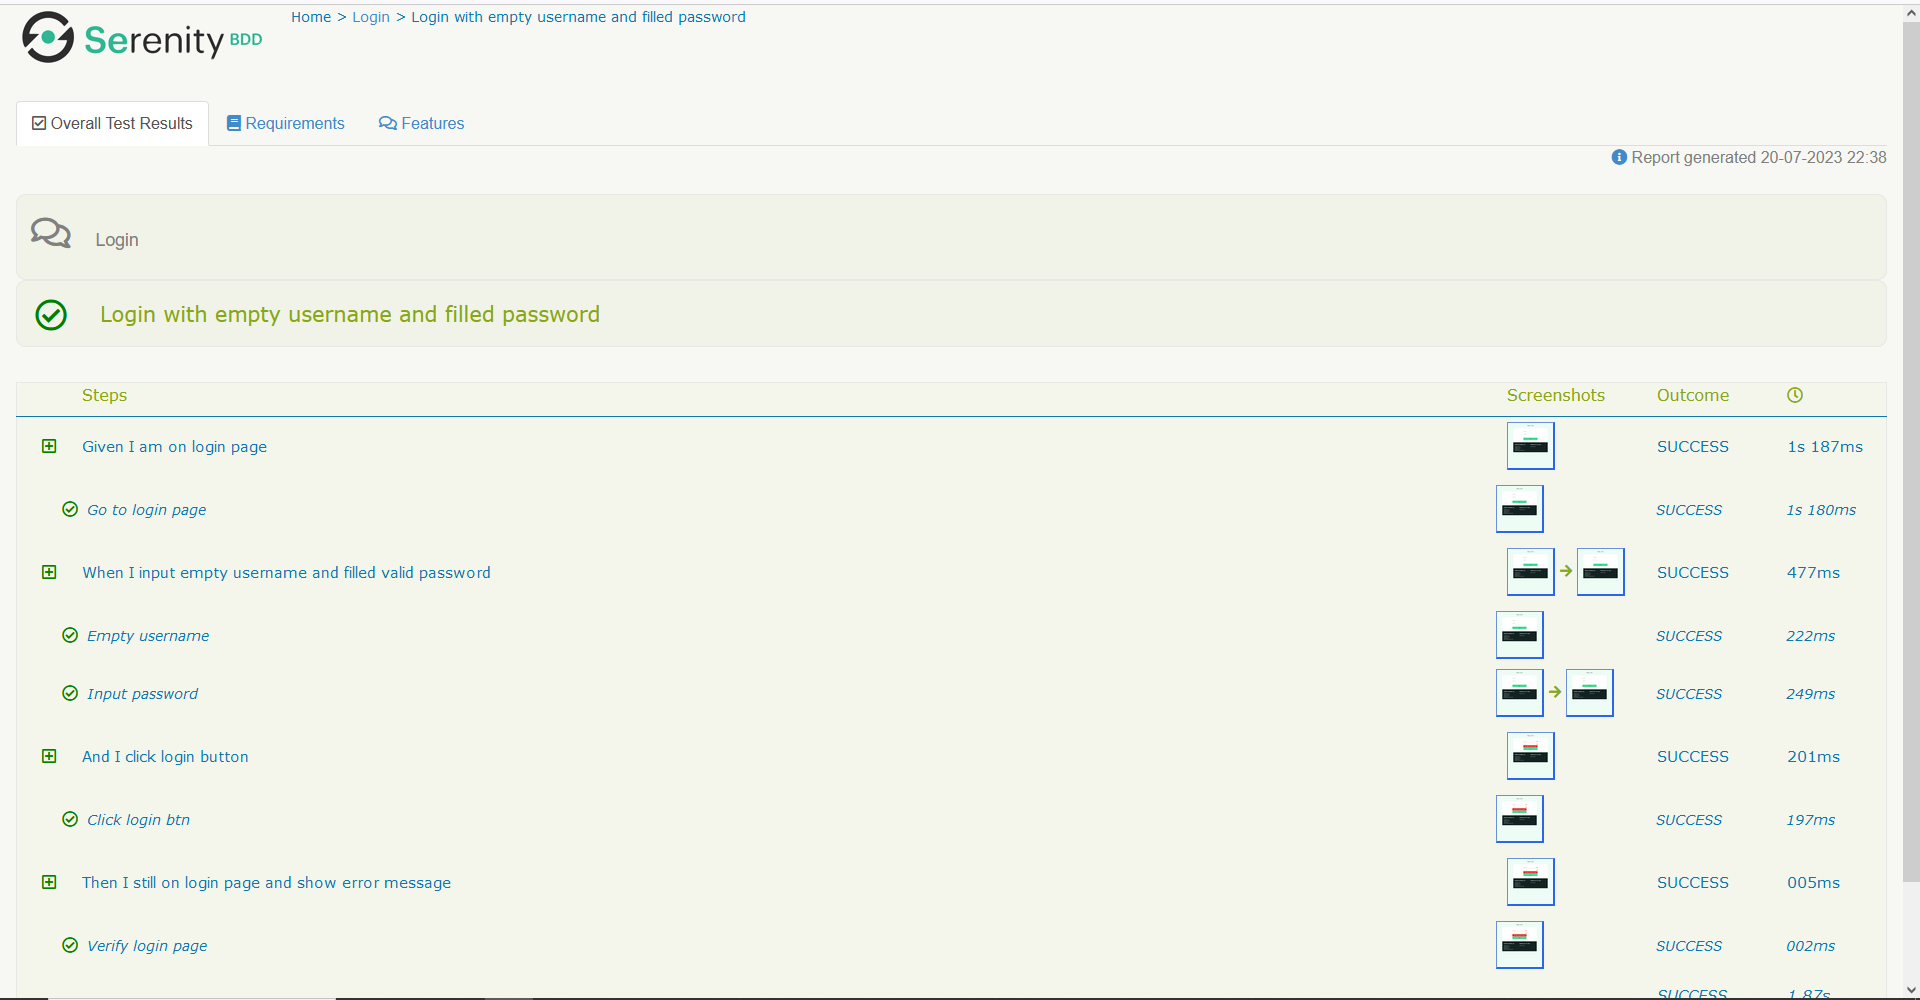 Home > Login > Login with empty username and filled password
Serenity BDD
Overall Test Results Requirements Features
Report generated 20-07-2023 22:38
Login
Login with empty username and filled password
Steps Screenshots Outcome
Given I am on login page SUCCESS 1s 187ms
Go to login page SUCCESS 1s 180ms
When I input empty username and filled valid password SUCCESS 477ms
Empty username SUCCESS 222ms
Input password SUCCESS 249ms
And I click login button SUCCESS 201ms
Click login btn SUCCESS 197ms
Then I still on login page and show error message SUCCESS 005ms
Verify login page SUCCESS 002ms
SUCCESS 1.87s